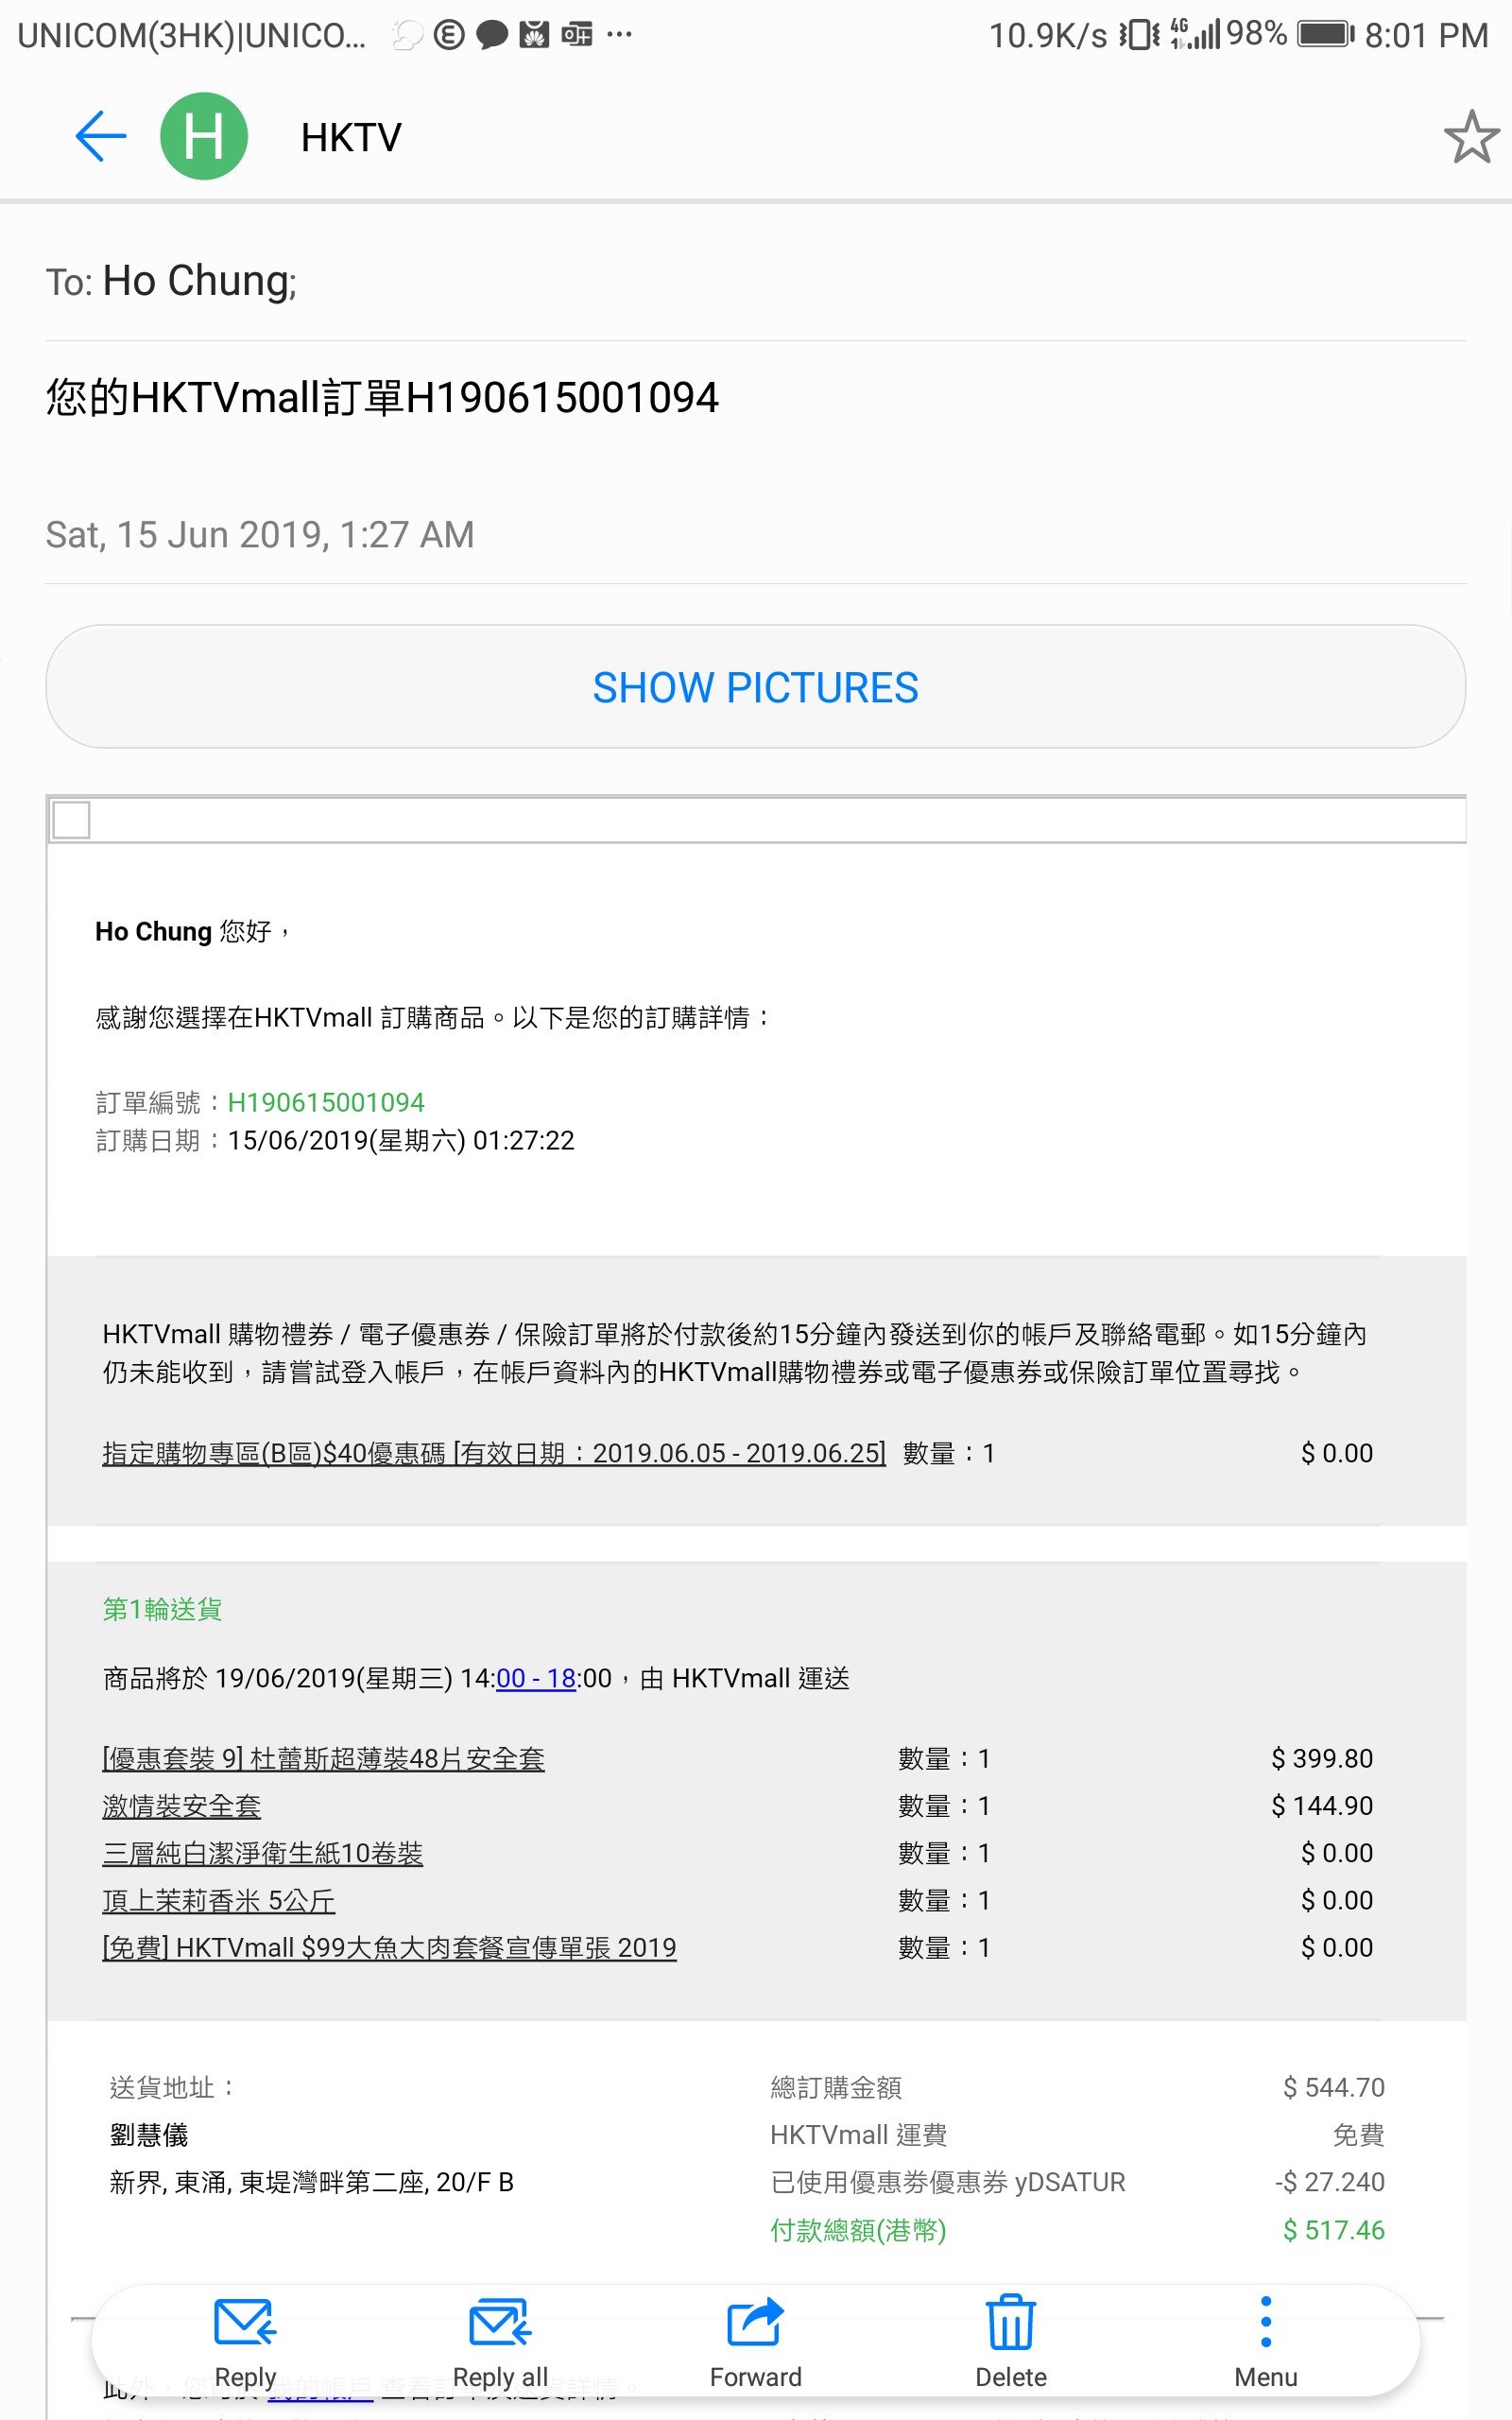 UNICOM(3HK)|UNICO... 10.9K/s 4G 98% 8:01 PM
H HKTV
To: Ho Chung;
您的HKTVmall訂單H190615001094
Sat, 15 Jun 2019, 1:27 AM
SHOW PICTURES
Ho Chung 您好，
感謝您選擇在HKTVmall 訂購商品。以下是您的訂購詳情：
訂單編號：H190615001094
訂購日期：15/06/2019(星期六) 01:27:22
HKTVmall 購物禮券 / 電子優惠券 / 保險訂單將於付款後約15分鐘內發送到你的帳戶及聯絡電郵。如15分鐘內
仍未能收到，請嘗試登入帳戶，在帳戶資料內的HKTVmall購物禮券或電子優惠券或保險訂單位置尋找。
指定購物專區(B區)$40優惠碼 [有效日期：2019.06.05 - 2019.06.25] 數量：1 $ 0.00
第1輪送貨
商品將於 19/06/2019(星期三) 14:00 - 18:00，由 HKTVmall 運送
[優惠套裝 9] 杜蕾斯超薄裝48片安全套 數量：1 $ 399.80
激情裝安全套 數量：1 $ 144.90
三層純白潔淨衛生紙10卷裝 數量：1 $ 0.00
頂上茉莉香米 5公斤 數量：1 $ 0.00
[免費] HKTVmall $99大魚大肉套餐宣傳單張 2019 數量：1 $ 0.00
送貨地址： 總訂購金額 $ 544.70
劉慧儀 HKTVmall 運費 免費
新界, 東涌, 東堤灣畔第二座, 20/F B 已使用優惠券優惠券 yDSATUR -$ 27.240
付款總額(港幣) $ 517.46
Reply Reply all Forward Delete Menu